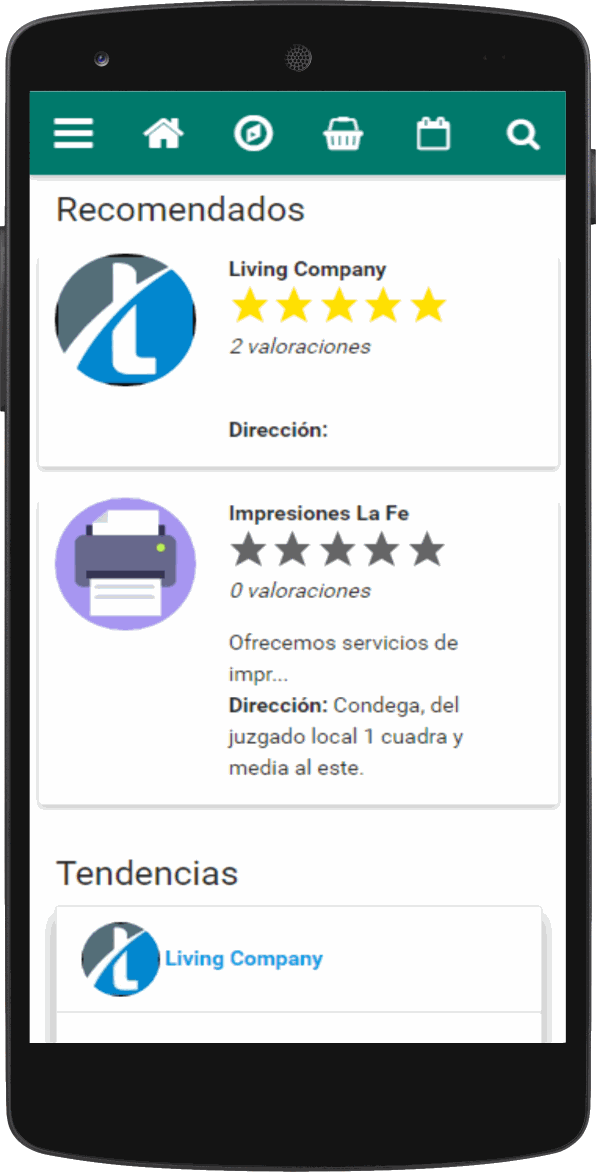 Recomendados
Living Company
2 valoraciones
Dirección:
Impresiones La Fe
0 valoraciones
Ofrecemos servicios de
impr...
Dirección: Condega, del
juzgado local 1 cuadra y
media al este.
Tendencias
Living Company